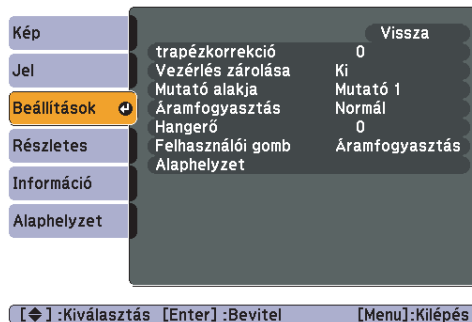 Kép
Jel
Beállítások
Részletes
Információ
Alaphelyzet
Vissza
trapézkorrekció 0
Vezérlés zárolása Ki
Mutató alakja Mutató 1
Áramfogyasztás Normál
Hangerő 0
Felhasználói gomb Áramfogyasztás
Alaphelyzet
[◆] :Kiválasztás [Enter] :Bevitel [Menu]:Kilépés